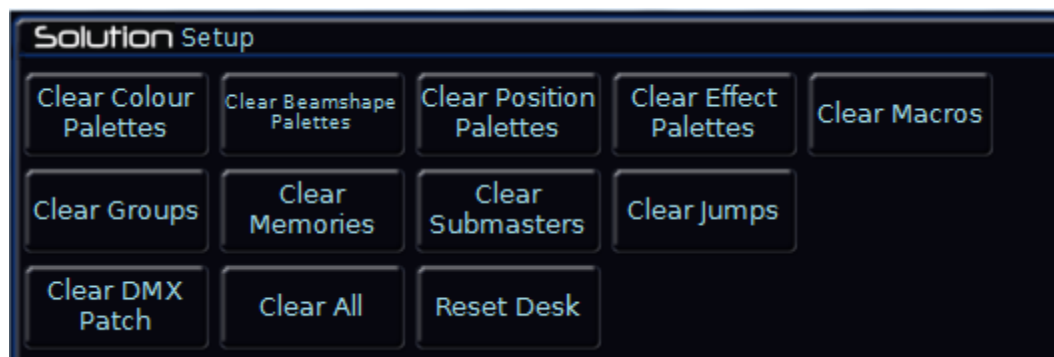 Solution Setup
Clear Colour
Palettes
Clear Beamshape
Palettes
Clear Position
Palettes
Clear Effect
Palettes
Clear Macros
Clear Groups
Clear
Memories
Clear
Submasters
Clear Jumps
Clear DMX
Patch
Clear All
Reset Desk